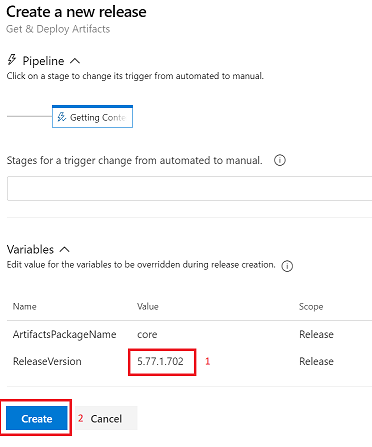 Create a new release
Get & Deploy Artifacts
Pipeline
Click on a stage to change its trigger from automated to manual.
Getting Conte
Stages for a trigger change from automated to manual.
Variables
Edit value for the variables to be overridden during release creation.
Name Value Scope
ArtifactsPackageName core Release
ReleaseVersion 5.77.1.702 1 Release
Create 2 Cancel